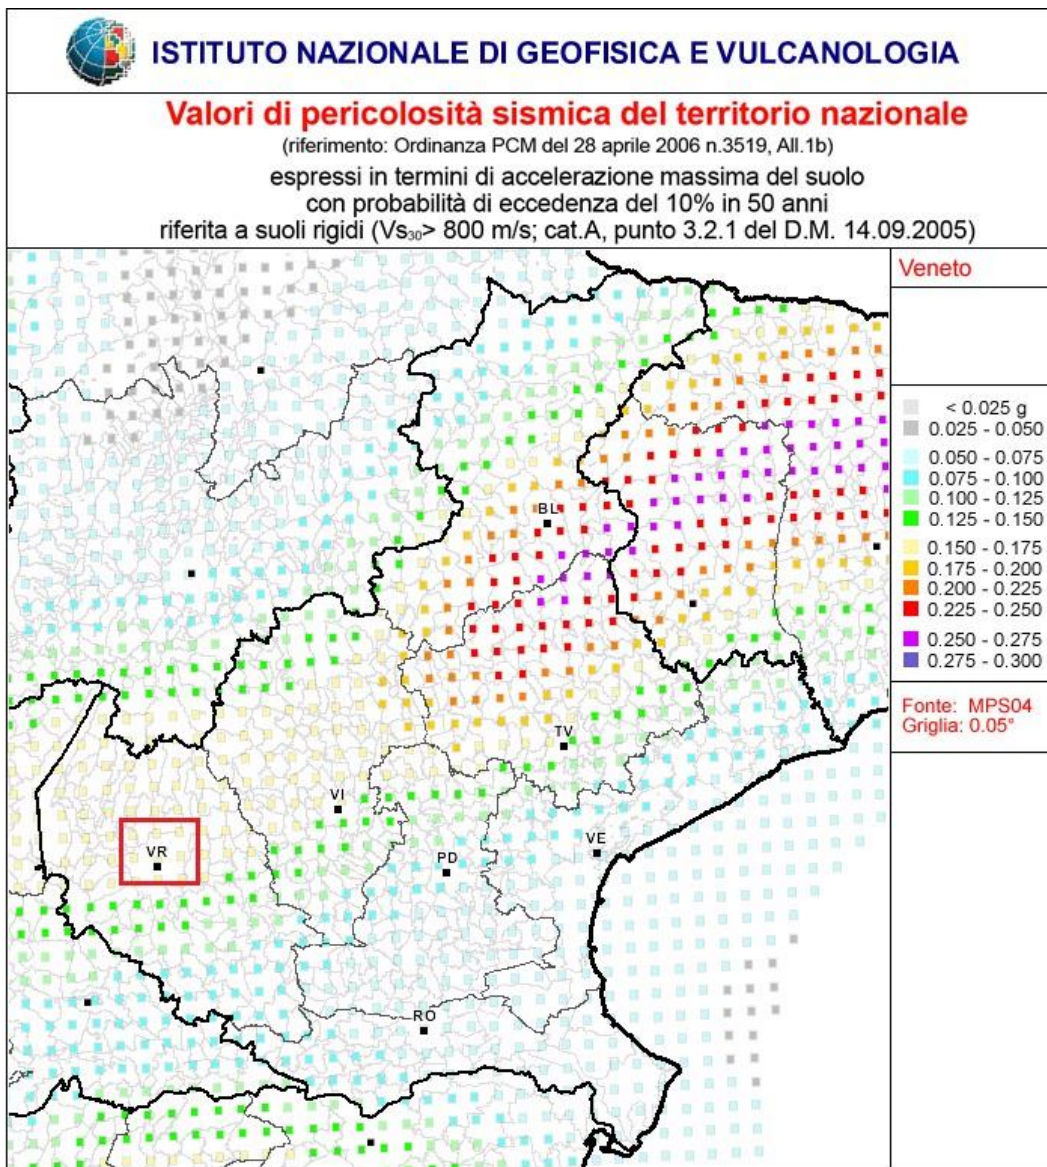 ISTITUTO NAZIONALE DI GEOFISICA E VULCANOLOGIA
Valori di pericolosità sismica del territorio nazionale
(riferimento: Ordinanza PCM del 28 aprile 2006 n.3519, All.1b)
espressi in termini di accelerazione massima del suolo
con probabilità di eccedenza del 10% in 50 anni
riferita a suoli rigidi (Vs30> 800 m/s; cat.A, punto 3.2.1 del D.M. 14.09.2005)
Veneto
< 0.025 g
0.025 - 0.050
0.050 - 0.075
0.075 - 0.100
0.100 - 0.125
0.125 - 0.150
0.150 - 0.175
0.175 - 0.200
0.200 - 0.225
0.225 - 0.250
0.250 - 0.275
0.275 - 0.300
Fonte: MPS04
Griglia: 0.05°
BL
TV
VI
VR
PD
VE
RO